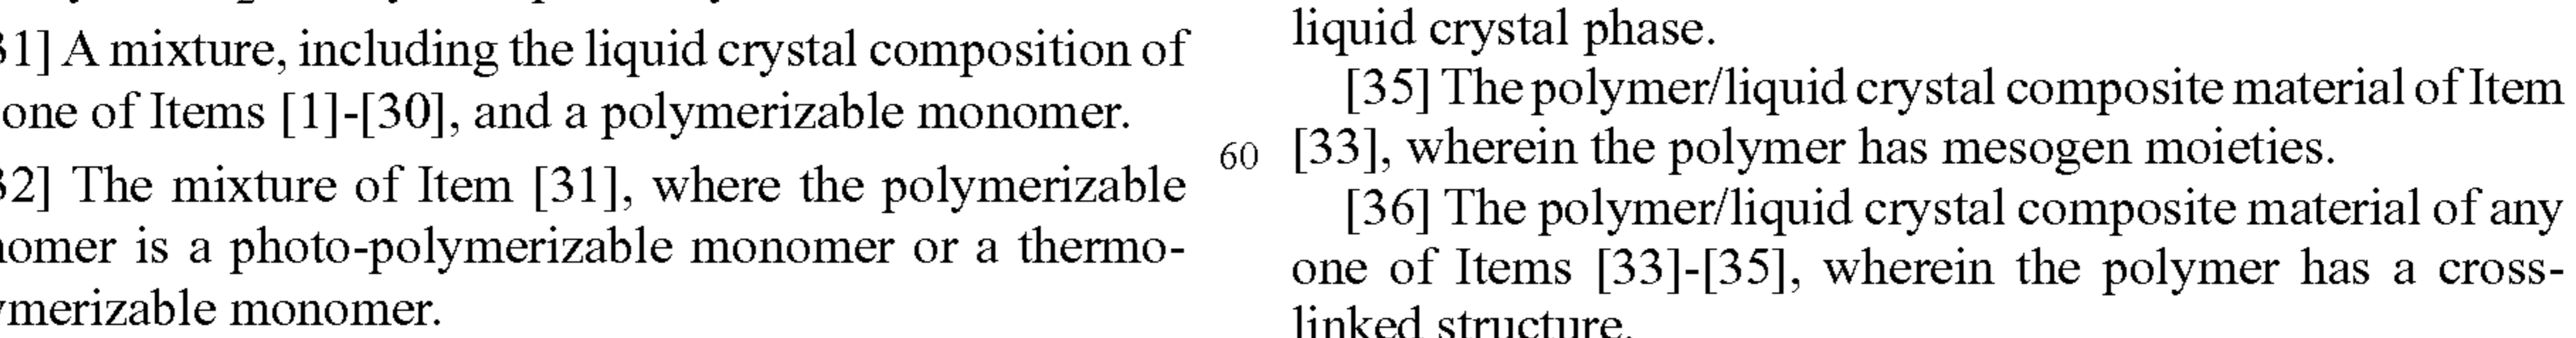 31] A mixture, including the liquid crystal composition of
one of Items [1]-[30], and a polymerizable monomer.
32] The mixture of Item [31], where the polymerizable
nomer is a photo-polymerizable monomer or a thermo-
ymerizable monomer.
liquid crystal phase.
[35] The polymer/liquid crystal composite material of Item
60 [33], wherein the polymer has mesogen moieties.
[36] The polymer/liquid crystal composite material of any
one of Items [33]-[35], wherein the polymer has a cross-
linked structure.